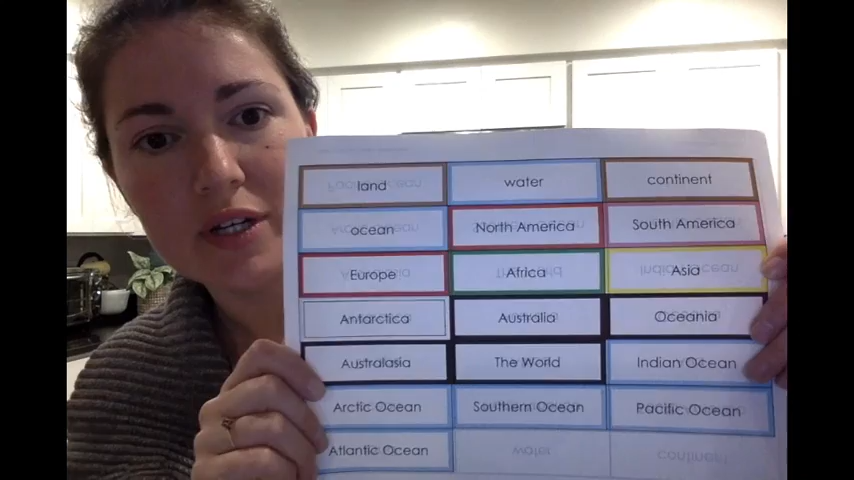 land water continent
ocean North America South America
Europe Africa Asia
Antarctica Australia Oceania
Australasia The World Indian Ocean
Arctic Ocean Southern Ocean Pacific Ocean
Atlantic Ocean